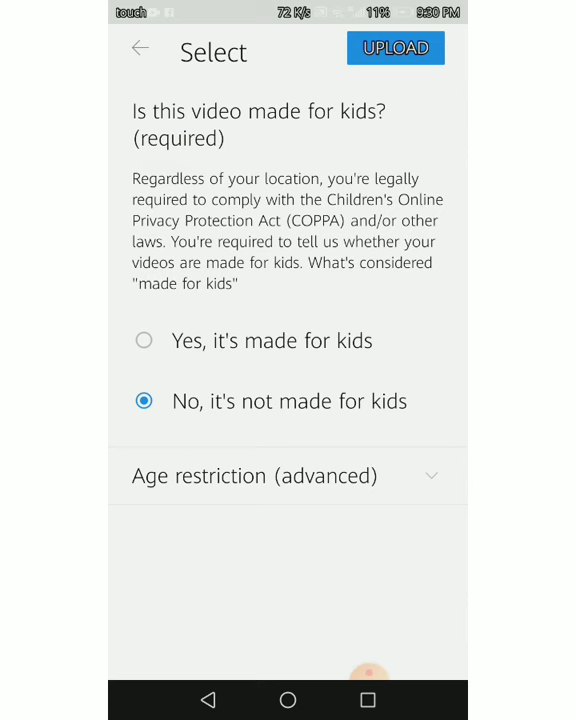 touch 72 K/s 11% 9:30 PM
Select UPLOAD
Is this video made for kids?
(required)
Regardless of your location, you're legally
required to comply with the Children's Online
Privacy Protection Act (COPPA) and/or other
laws. You're required to tell us whether your
videos are made for kids. What's considered
"made for kids"
Yes, it's made for kids
No, it's not made for kids
Age restriction (advanced)